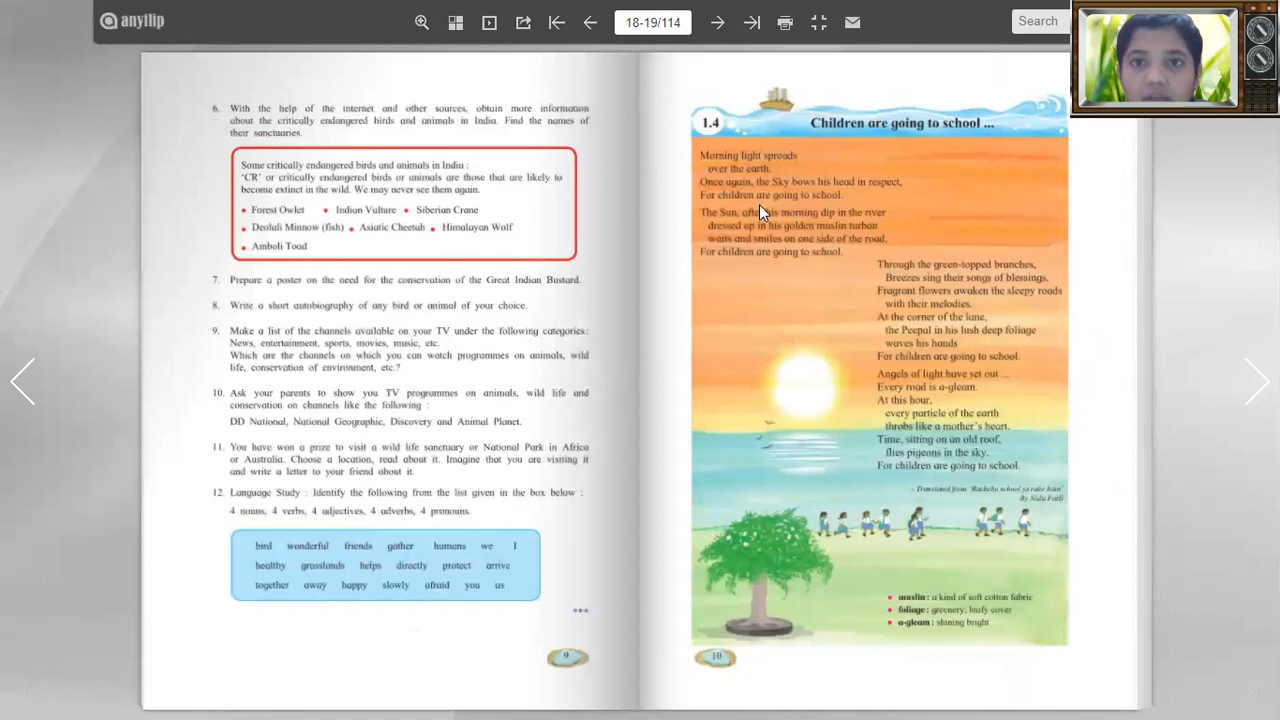 anyflip
18-19/114
Search
6. With the help of the internet and other sources, obtain more information
about the critically endangered birds and animals in India. Find the names of
their sanctuaries.
Some critically endangered birds and animals in India :
'CR' or critically endangered birds or animals are those that are likely to
become extinct in the wild. We may never see them again.
• Forest Owlet • Indian Vulture • Siberian Crane
• Deolali Minnow (fish) • Asiatic Cheetah • Himalayan Wolf
• Amboli Toad
7. Prepare a poster on the need for the conservation of the Great Indian Bustard.
8. Write a short autobiography of any bird or animal of your choice.
9. Make a list of the channels available on your TV under the following categories:
News, entertainment, sports, movies, music, etc.
Which are the channels on which you can watch programmes on animals, wild
life, conservation of environment, etc.?
10. Ask your parents to show you TV programmes on animals, wild life and
conservation on channels like the following :
DD National, National Geographic, Discovery and Animal Planet.
11. You have won a prize to visit a wild life sanctuary or National Park in Africa
or Australia. Choose a location, read about it. Imagine that you are visiting it
and write a letter to your friend about it.
12. Language Study : Identify the following from the list given in the box below :
4 nouns, 4 verbs, 4 adjectives, 4 adverbs, 4 pronouns.
bird wonderful friends gather humans we I
healthy grasslands helps directly protect arrive
together away happy slowly afraid you us
9
1.4 Children are going to school ...
Morning light spreads
over the earth.
Once again, the Sky bows his head in respect,
For children are going to school.
The Sun, after his morning dip in the river
dressed up in his golden muslin turban
waits and smiles on one side of the road,
For children are going to school.
Through the green-topped branches,
Breezes sing their songs of blessings.
Fragrant flowers awaken the sleepy roads
with their melodies.
At the corner of the lane,
the Peepal in his lush deep foliage
waves his hands
For children are going to school.
Angels of light have set out ...
Every road is a-gleam.
At this hour,
every particle of the earth
throbs like a mother's heart.
Time, sitting on an old roof,
flies pigeons in the sky.
For children are going to school.
- Translated from 'Bachche school ja rahe hain'
By Nida Fazli
• muslin : a kind of soft cotton fabric
• foliage : greenery; leafy cover
• a-gleam : shining bright
10